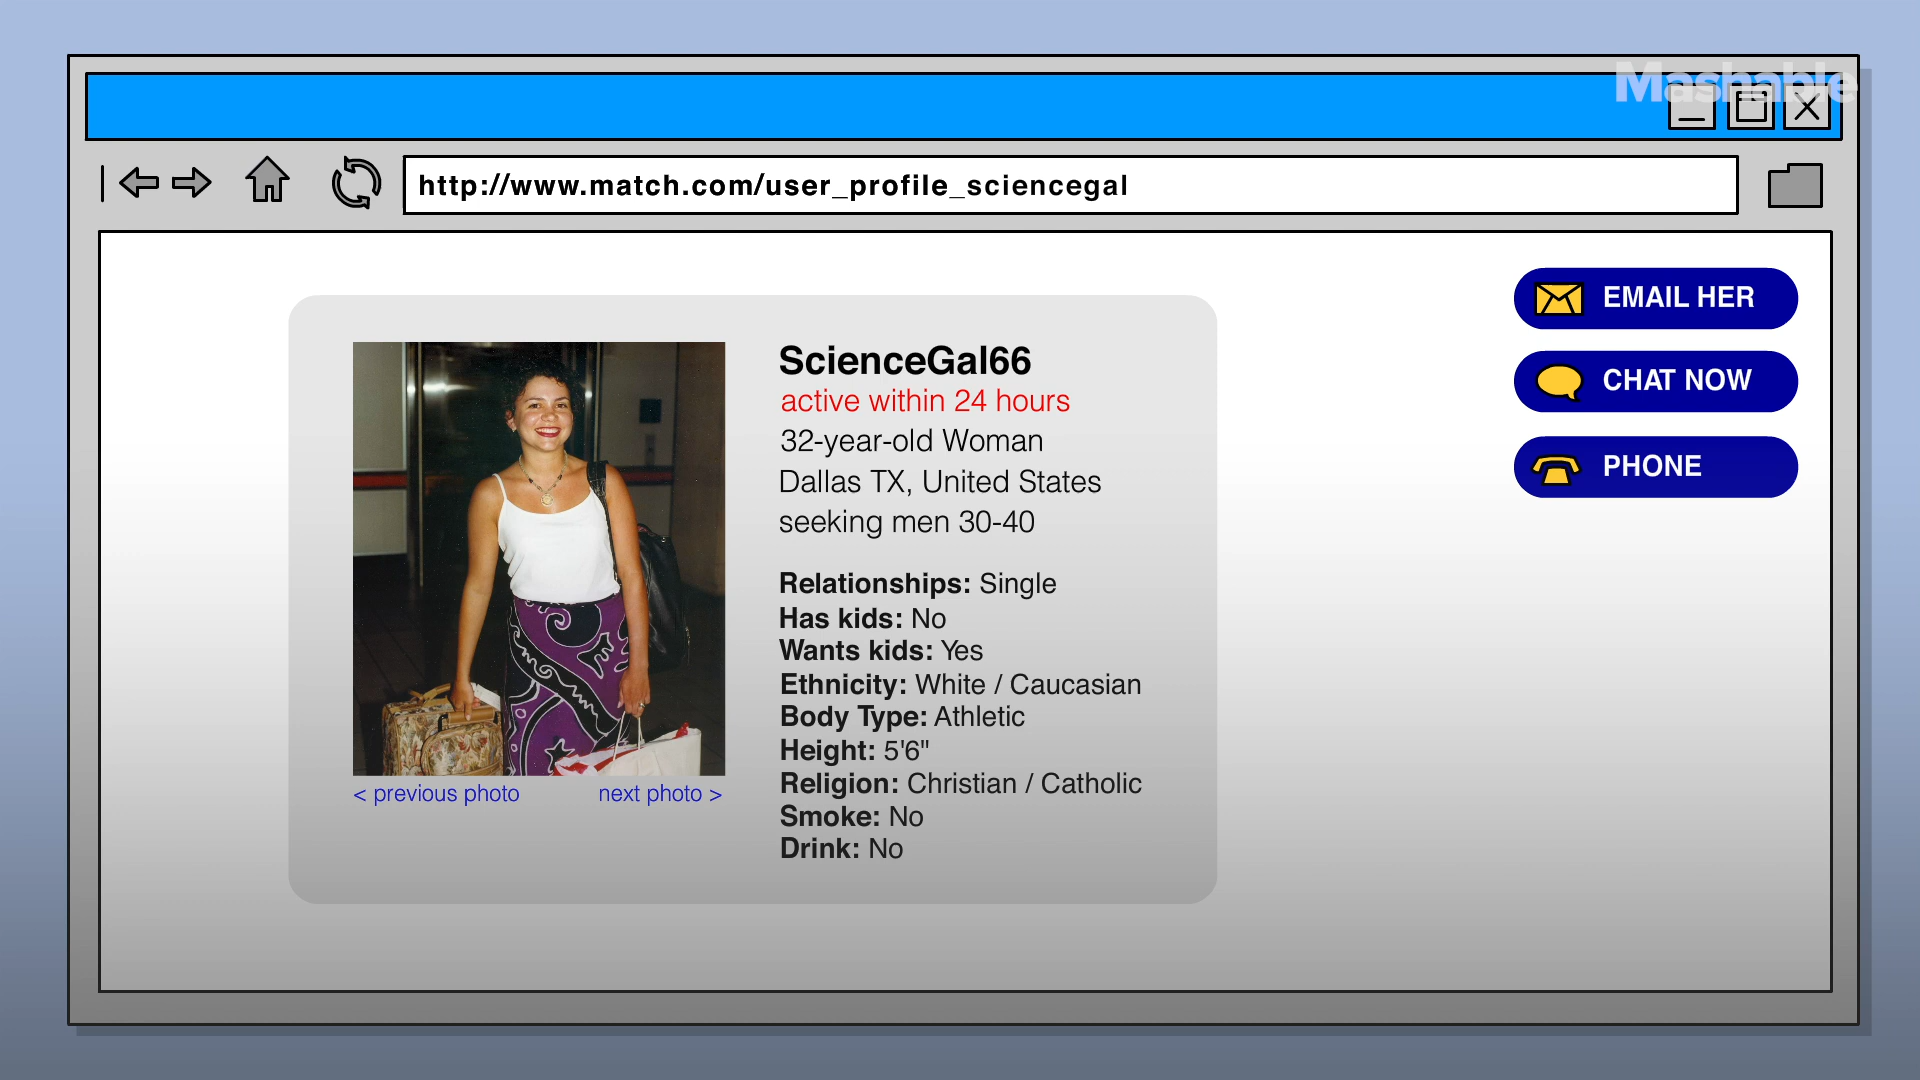 Mashable
http://www.match.com/user_profile_sciencegal
EMAIL HER
CHAT NOW
PHONE
ScienceGal66
active within 24 hours
32-year-old Woman
Dallas TX, United States
seeking men 30-40
Relationships: Single
Has kids: No
Wants kids: Yes
Ethnicity: White / Caucasian
Body Type: Athletic
Height: 5'6"
Religion: Christian / Catholic
Smoke: No
Drink: No
< previous photo next photo >